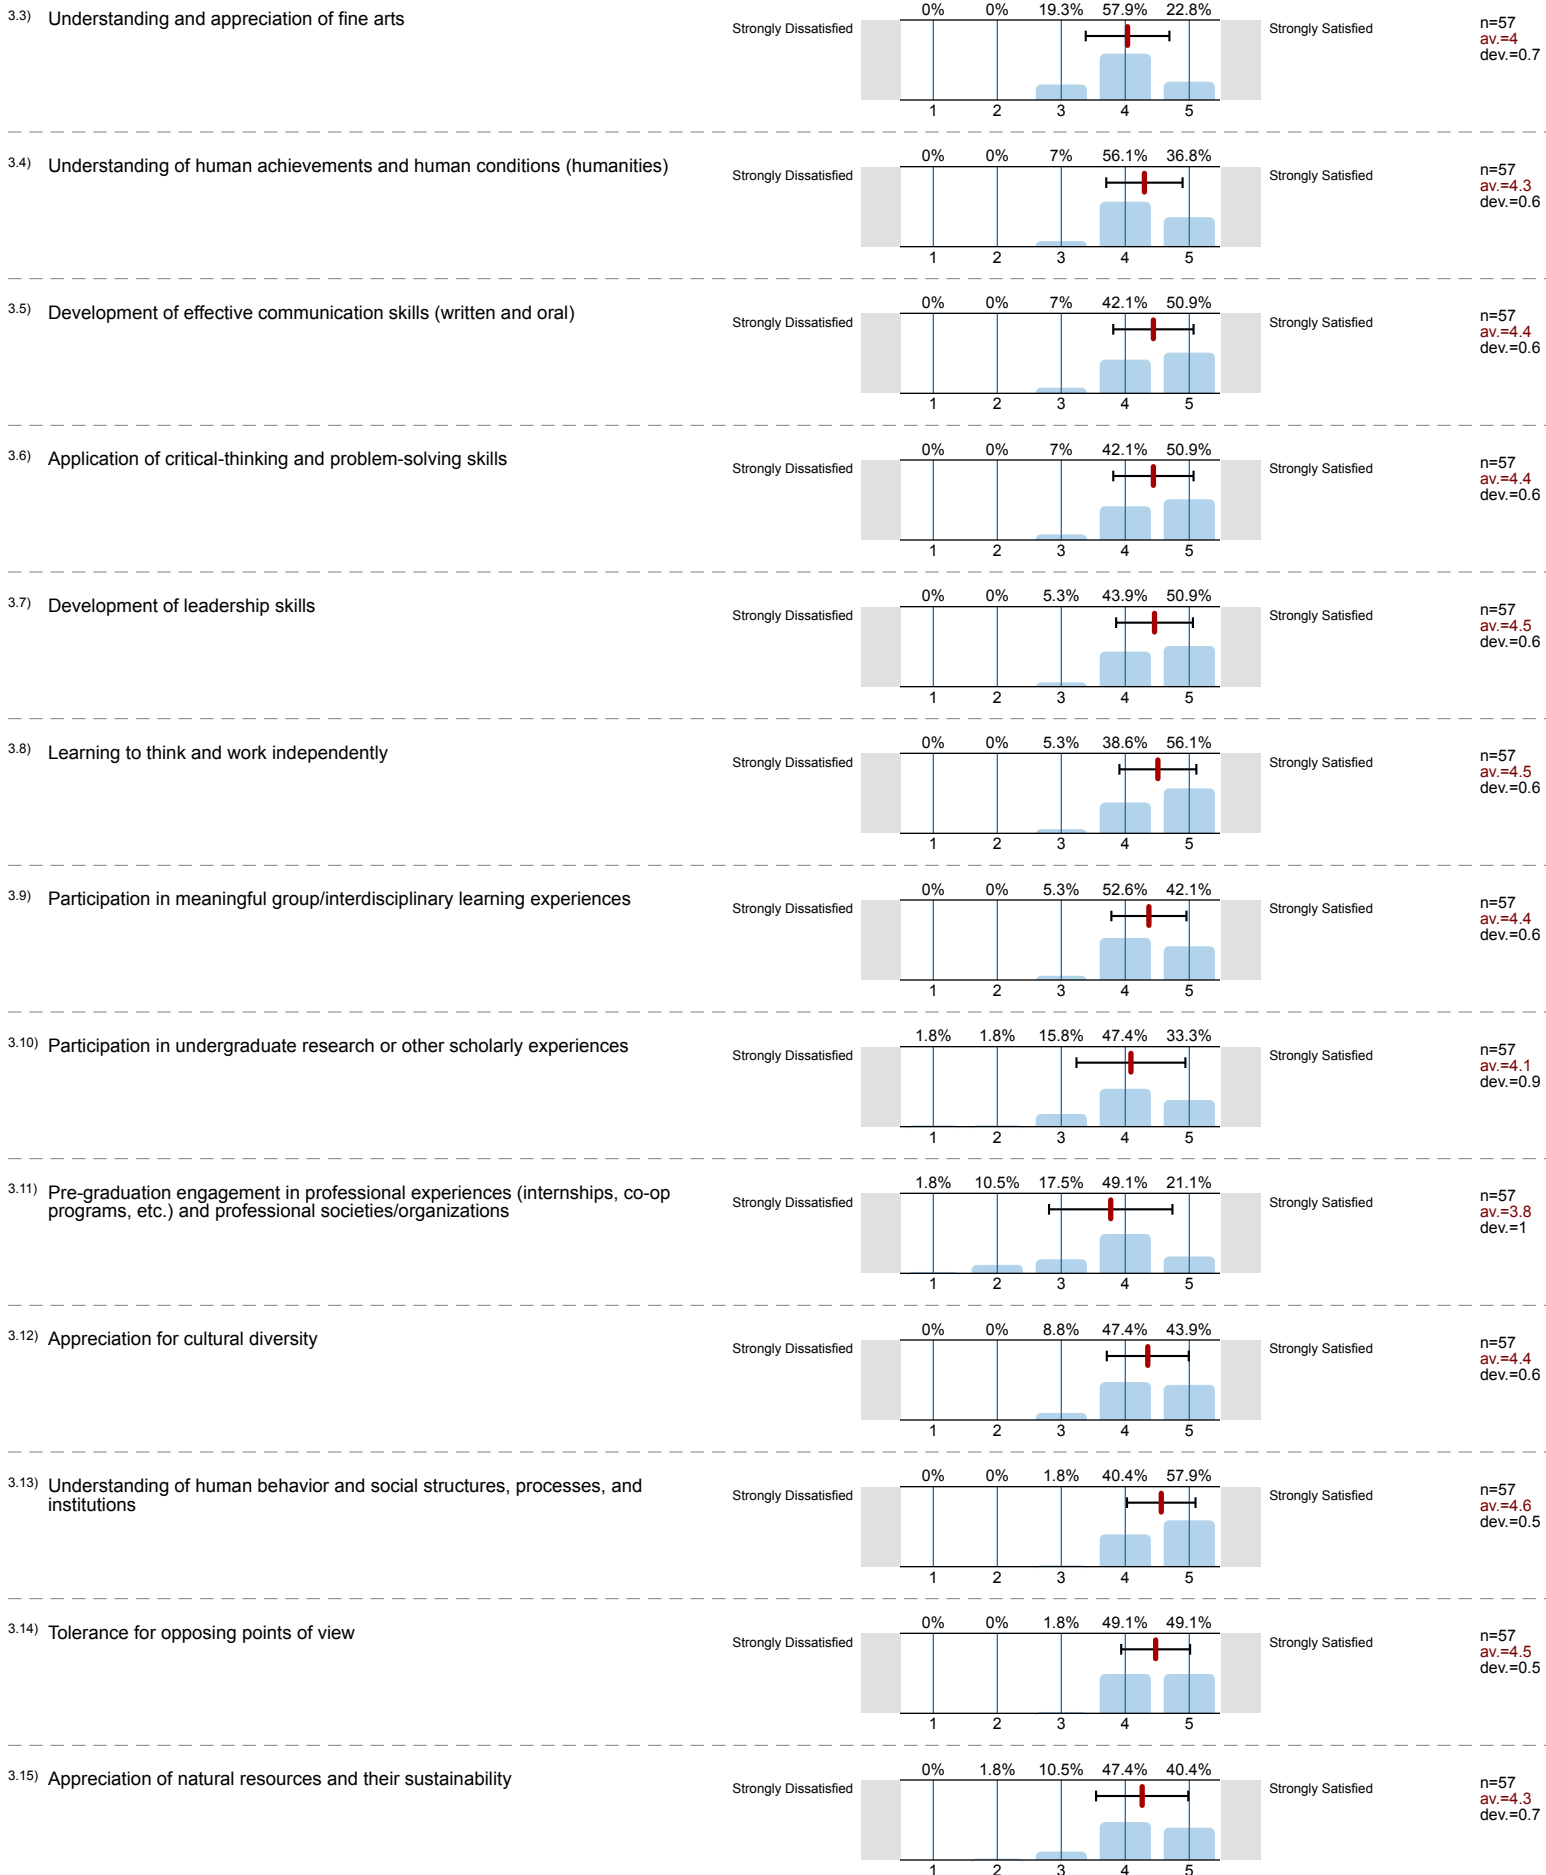 3.3) Understanding and appreciation of fine arts
Strongly Dissatisfied
0% 0% 19.3% 57.9% 22.8%
1 2 3 4 5
Strongly Satisfied
n=57
av.=4
dev.=0.7
3.4) Understanding of human achievements and human conditions (humanities)
Strongly Dissatisfied
0% 0% 7% 56.1% 36.8%
1 2 3 4 5
Strongly Satisfied
n=57
av.=4.3
dev.=0.6
3.5) Development of effective communication skills (written and oral)
Strongly Dissatisfied
0% 0% 7% 42.1% 50.9%
1 2 3 4 5
Strongly Satisfied
n=57
av.=4.4
dev.=0.6
3.6) Application of critical-thinking and problem-solving skills
Strongly Dissatisfied
0% 0% 7% 42.1% 50.9%
1 2 3 4 5
Strongly Satisfied
n=57
av.=4.4
dev.=0.6
3.7) Development of leadership skills
Strongly Dissatisfied
0% 0% 5.3% 43.9% 50.9%
1 2 3 4 5
Strongly Satisfied
n=57
av.=4.5
dev.=0.6
3.8) Learning to think and work independently
Strongly Dissatisfied
0% 0% 5.3% 38.6% 56.1%
1 2 3 4 5
Strongly Satisfied
n=57
av.=4.5
dev.=0.6
3.9) Participation in meaningful group/interdisciplinary learning experiences
Strongly Dissatisfied
0% 0% 5.3% 52.6% 42.1%
1 2 3 4 5
Strongly Satisfied
n=57
av.=4.4
dev.=0.6
3.10) Participation in undergraduate research or other scholarly experiences
Strongly Dissatisfied
1.8% 1.8% 15.8% 47.4% 33.3%
1 2 3 4 5
Strongly Satisfied
n=57
av.=4.1
dev.=0.9
3.11) Pre-graduation engagement in professional experiences (internships, co-op
programs, etc.) and professional societies/organizations
Strongly Dissatisfied
1.8% 10.5% 17.5% 49.1% 21.1%
1 2 3 4 5
Strongly Satisfied
n=57
av.=3.8
dev.=1
3.12) Appreciation for cultural diversity
Strongly Dissatisfied
0% 0% 8.8% 47.4% 43.9%
1 2 3 4 5
Strongly Satisfied
n=57
av.=4.4
dev.=0.6
3.13) Understanding of human behavior and social structures, processes, and
institutions
Strongly Dissatisfied
0% 0% 1.8% 40.4% 57.9%
1 2 3 4 5
Strongly Satisfied
n=57
av.=4.6
dev.=0.5
3.14) Tolerance for opposing points of view
Strongly Dissatisfied
0% 0% 1.8% 49.1% 49.1%
1 2 3 4 5
Strongly Satisfied
n=57
av.=4.5
dev.=0.5
3.15) Appreciation of natural resources and their sustainability
Strongly Dissatisfied
0% 1.8% 10.5% 47.4% 40.4%
1 2 3 4 5
Strongly Satisfied
n=57
av.=4.3
dev.=0.7